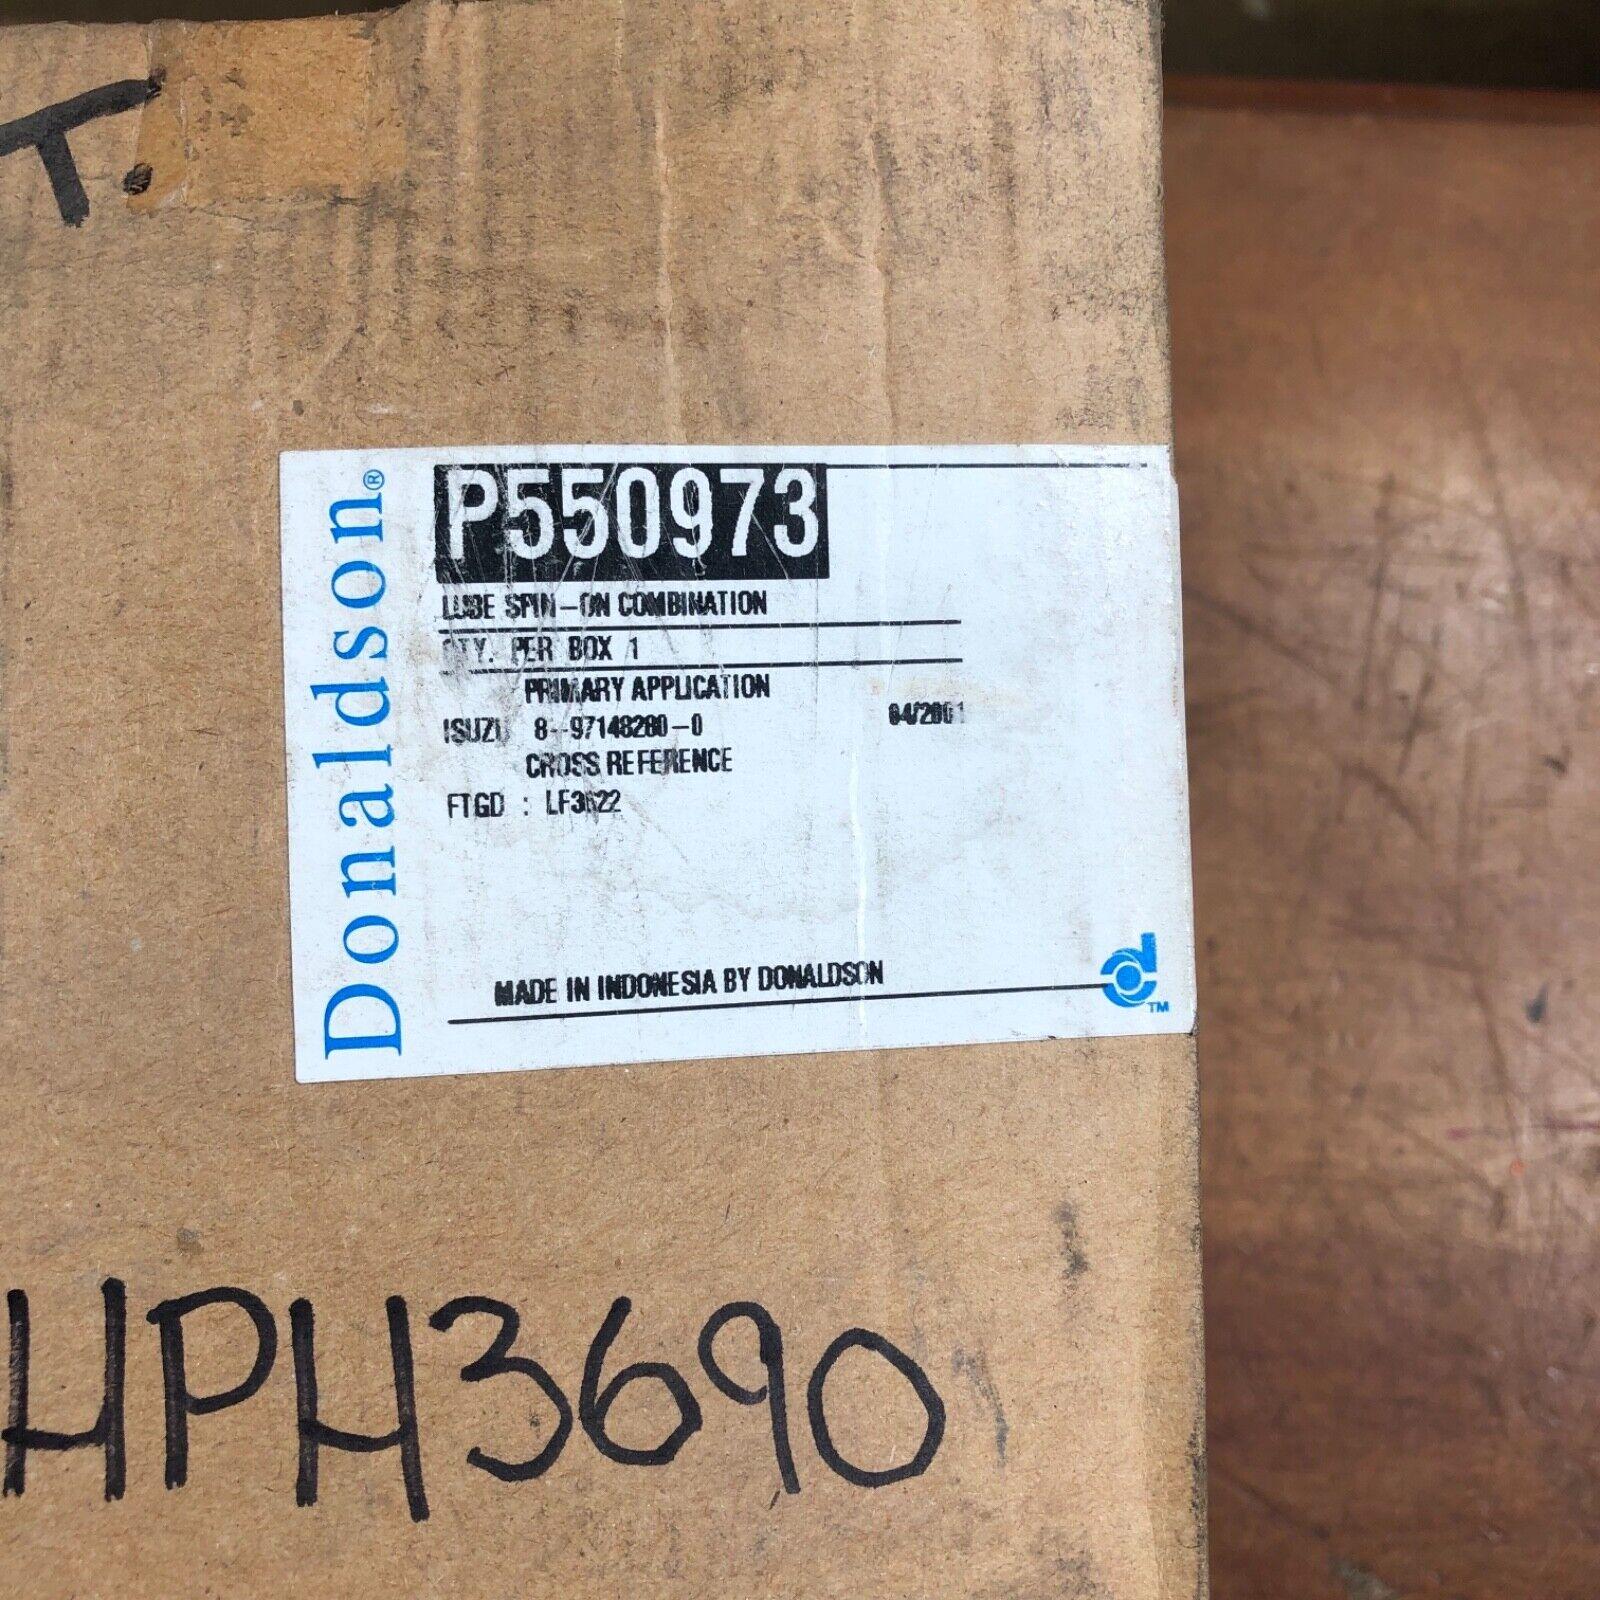 T.
Donaldson®
P550973
LUBE SPIN-ON COMBINATION
QTY. PER BOX 1
PRIMARY APPLICATION
ISUZU 8--97148280-0 04/2001
CROSS REFERENCE
FTGD : LF3622
MADE IN INDONESIA BY DONALDSON
d
TM
HPH3690